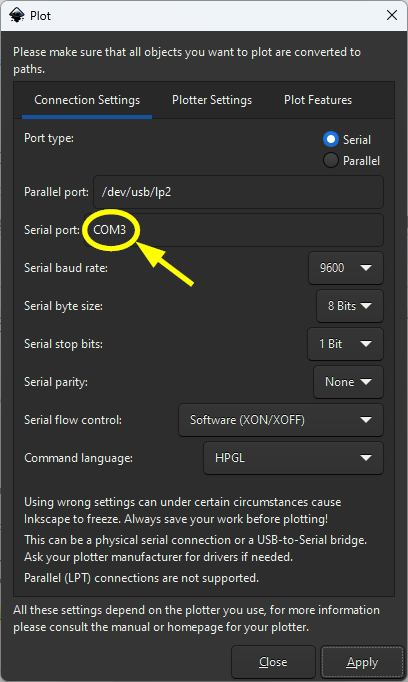 Plot
Please make sure that all objects you want to plot are converted to
paths.
Connection Settings Plotter Settings Plot Features
Port type: Serial
Parallel
Parallel port: /dev/usb/lp2
Serial port: COM3
Serial baud rate: 9600
Serial byte size: 8 Bits
Serial stop bits: 1 Bit
Serial parity: None
Serial flow control: Software (XON/XOFF)
Command language: HPGL
Using wrong settings can under certain circumstances cause
Inkscape to freeze. Always save your work before plotting!
This can be a physical serial connection or a USB-to-Serial bridge.
Ask your plotter manufacturer for drivers if needed.
Parallel (LPT) connections are not supported.
All these settings depend on the plotter you use, for more information
please consult the manual or homepage for your plotter.
Close Apply